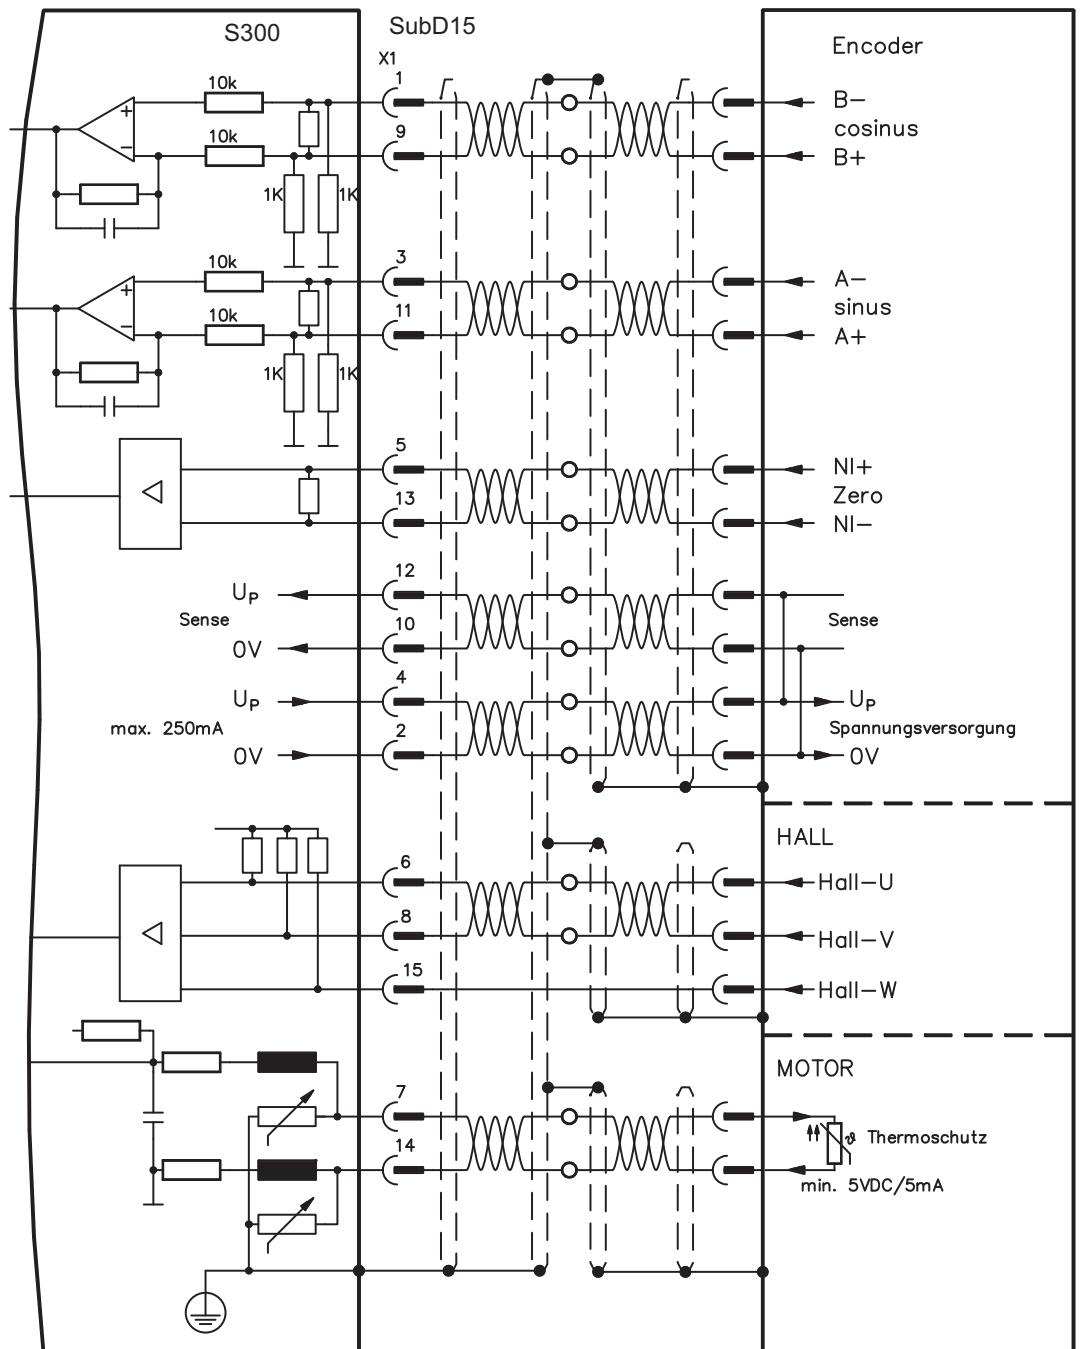 S300
SubD15
X1
Encoder
10k
1
B-
cosinus
10k
9
B+
1K
1K
10k
3
A-
sinus
10k
11
A+
1K
1K
5
NI+
Zero
13
NI-
UP
12
Sense
Sense
0V
10
UP
4
UP
max. 250mA
Spannungsversorgung
0V
2
0V
HALL
6
Hall-U
8
Hall-V
15
Hall-W
MOTOR
7
ϑ Thermoschutz
14
min. 5VDC/5mA